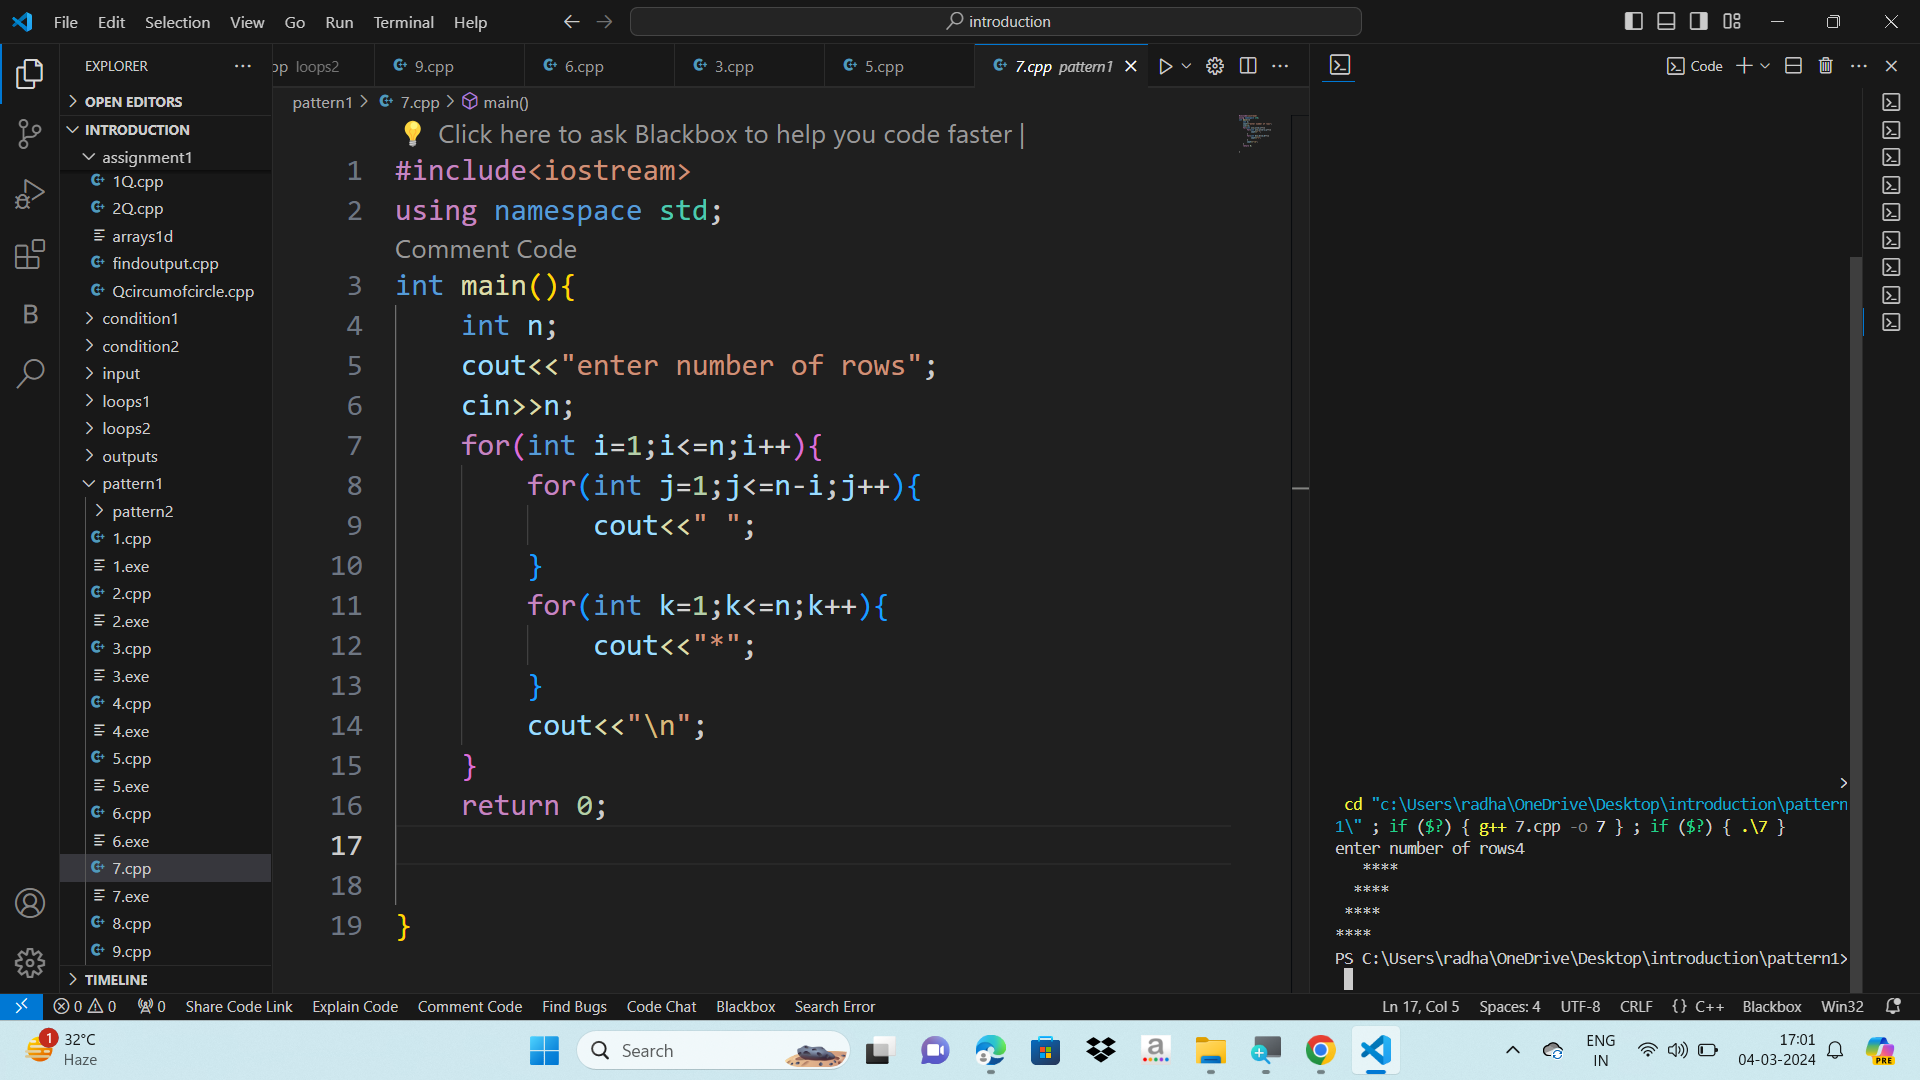 File Edit Selection View Go Run Terminal Help
introduction
EXPLORER
OPEN EDITORS
INTRODUCTION
assignment1
1Q.cpp
2Q.cpp
arrays1d
findoutput.cpp
Qcircumofcircle.cpp
condition1
condition2
input
loops1
loops2
outputs
pattern1
pattern2
1.cpp
1.exe
2.cpp
2.exe
3.cpp
3.exe
4.cpp
4.exe
5.cpp
5.exe
6.cpp
6.exe
7.cpp
7.exe
8.cpp
9.cpp
TIMELINE
pp loops2 9.cpp 6.cpp 3.cpp 5.cpp 7.cpp pattern1
pattern1 > 7.cpp > main()
Click here to ask Blackbox to help you code faster |
1 #include<iostream>
2 using namespace std;
Comment Code
3 int main(){
4 int n;
5 cout<<"enter number of rows";
6 cin>>n;
7 for(int i=1;i<=n;i++){
8 for(int j=1;j<=n-i;j++){
9 cout<<" ";
10 }
11 for(int k=1;k<=n;k++){
12 cout<<"*";
13 }
14 cout<<"\n";
15 }
16 return 0;
17
18
19 }
Code
>
cd "c:\Users\radha\OneDrive\Desktop\introduction\pattern
1\" ; if ($?) { g++ 7.cpp -o 7 } ; if ($?) { .\7 }
enter number of rows4
   ****
  ****
 ****
****
PS C:\Users\radha\OneDrive\Desktop\introduction\pattern1>
0 0 0 Share Code Link Explain Code Comment Code Find Bugs Code Chat Blackbox Search Error Ln 17, Col 5 Spaces: 4 UTF-8 CRLF {} C++ Blackbox Win32
1 32°C
Haze
Search
a
PRE
ENG
IN
17:01
04-03-2024